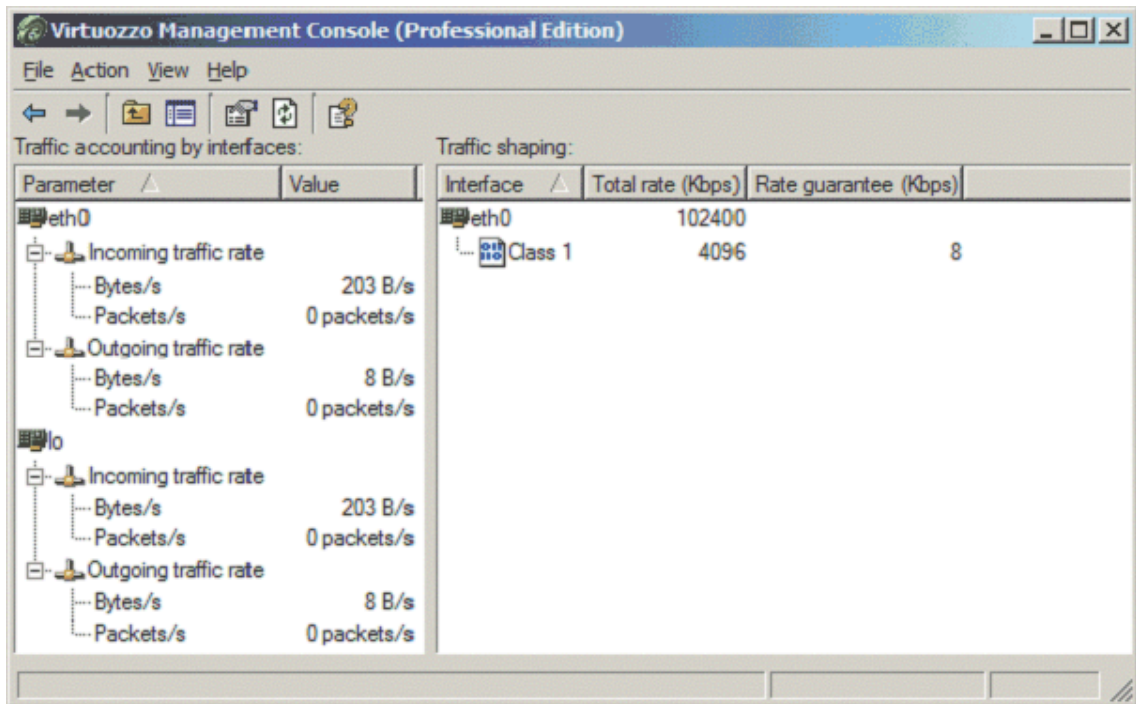 Virtuozzo Management Console (Professional Edition)
File Action View Help
Traffic accounting by interfaces:
Parameter Value
eth0
Incoming traffic rate
Bytes/s 203 B/s
Packets/s 0 packets/s
Outgoing traffic rate
Bytes/s 8 B/s
Packets/s 0 packets/s
lo
Incoming traffic rate
Bytes/s 203 B/s
Packets/s 0 packets/s
Outgoing traffic rate
Bytes/s 8 B/s
Packets/s 0 packets/s
Traffic shaping:
Interface Total rate (Kbps) Rate guarantee (Kbps)
eth0 102400
Class 1 4096 8